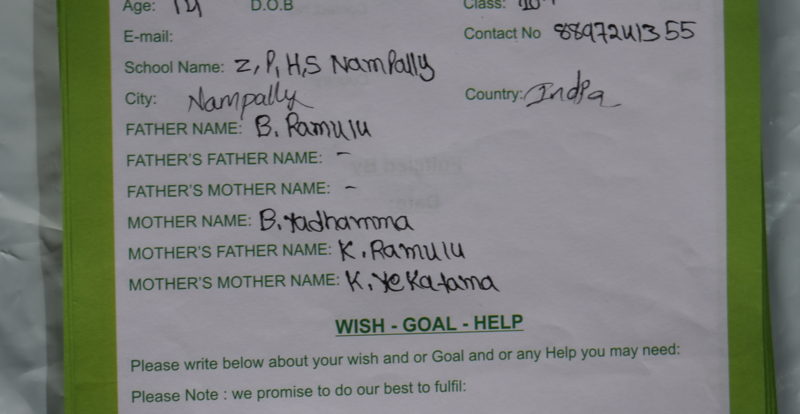 Age: 14 D.O.B Class: 10th
E-mail: Contact No 8897241355
School Name: Z, P, H,S Nampally
City: Nampally Country: India
FATHER NAME: B. Ramulu
FATHER'S FATHER NAME: -
FATHER'S MOTHER NAME: -
MOTHER NAME: B. Yadhamma
MOTHER'S FATHER NAME: K. Ramulu
MOTHER'S MOTHER NAME: K. Yekatama
WISH - GOAL - HELP
Please write below about your wish and or Goal and or any Help you may need:
Please Note : we promise to do our best to fulfil: